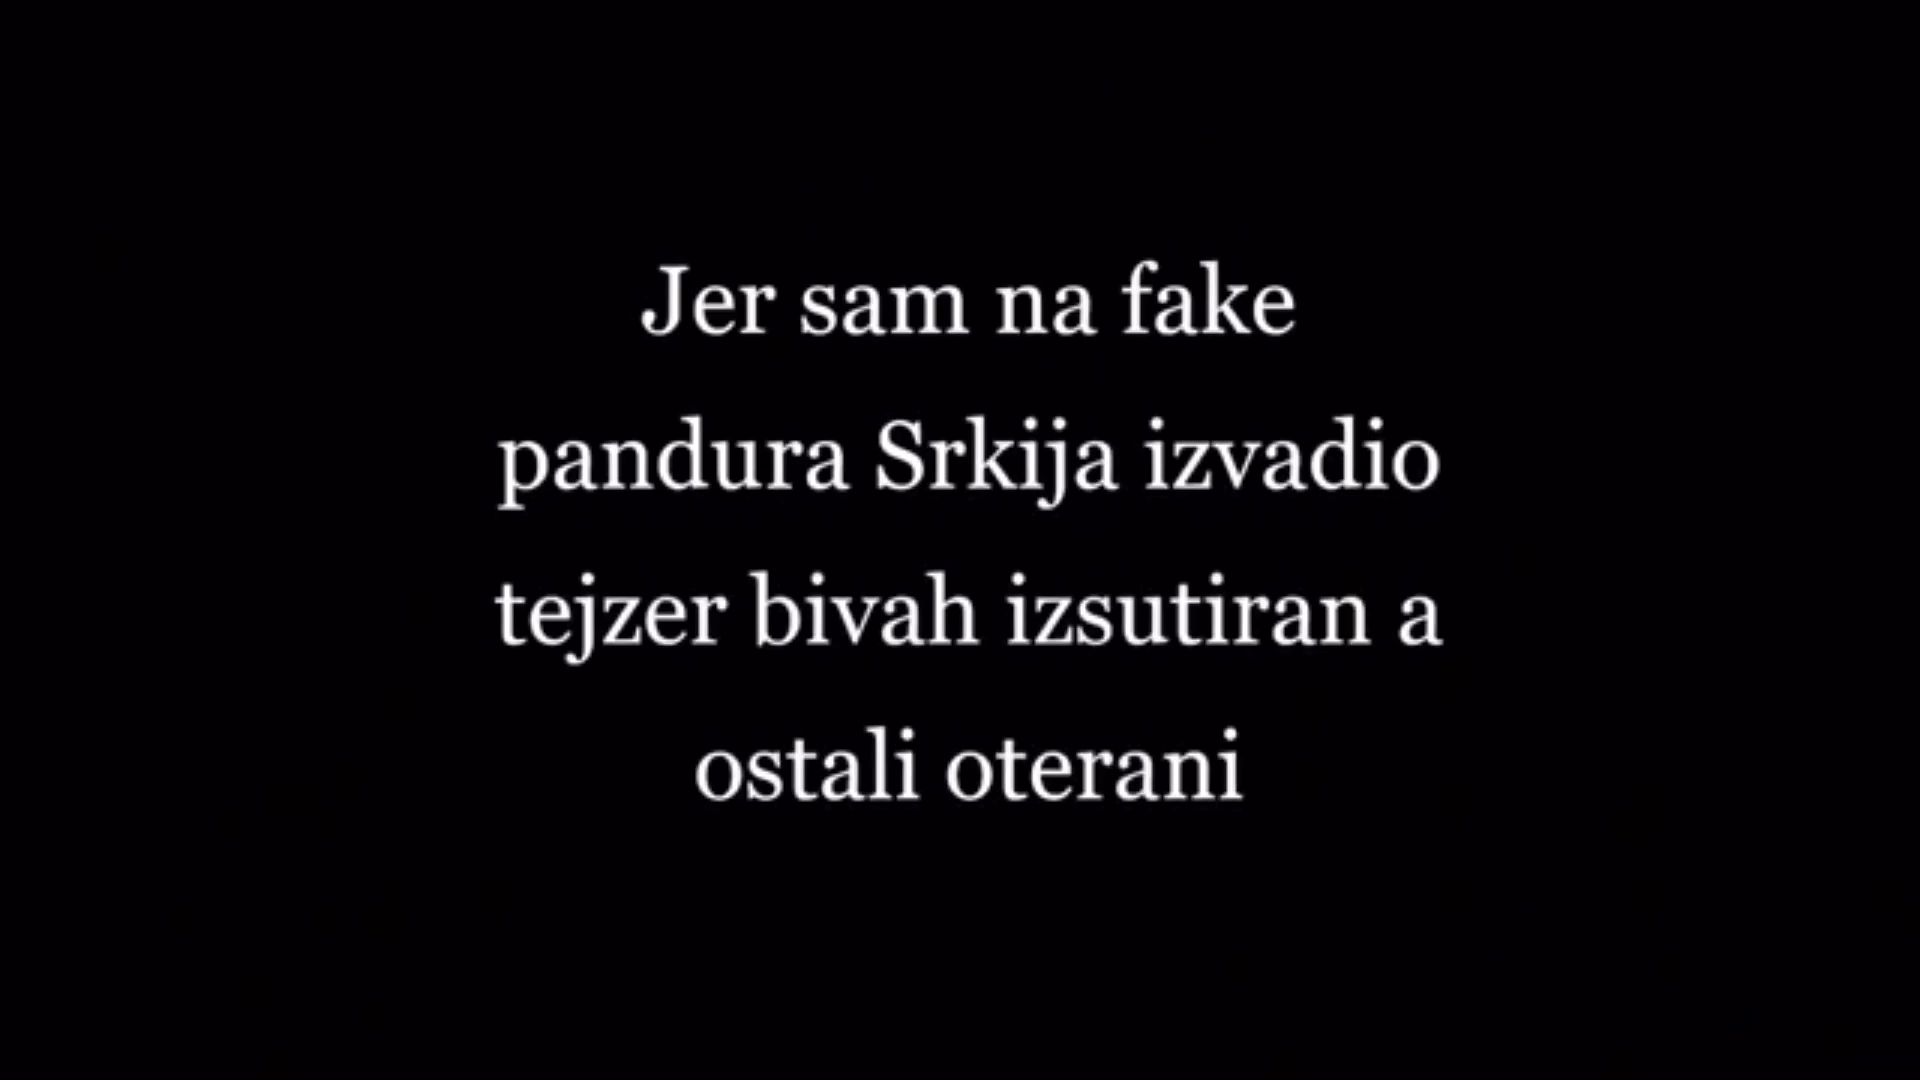 Jer sam na fake
pandura Srkija izvadio
tejzer bivah izsutiran a
ostali oterani